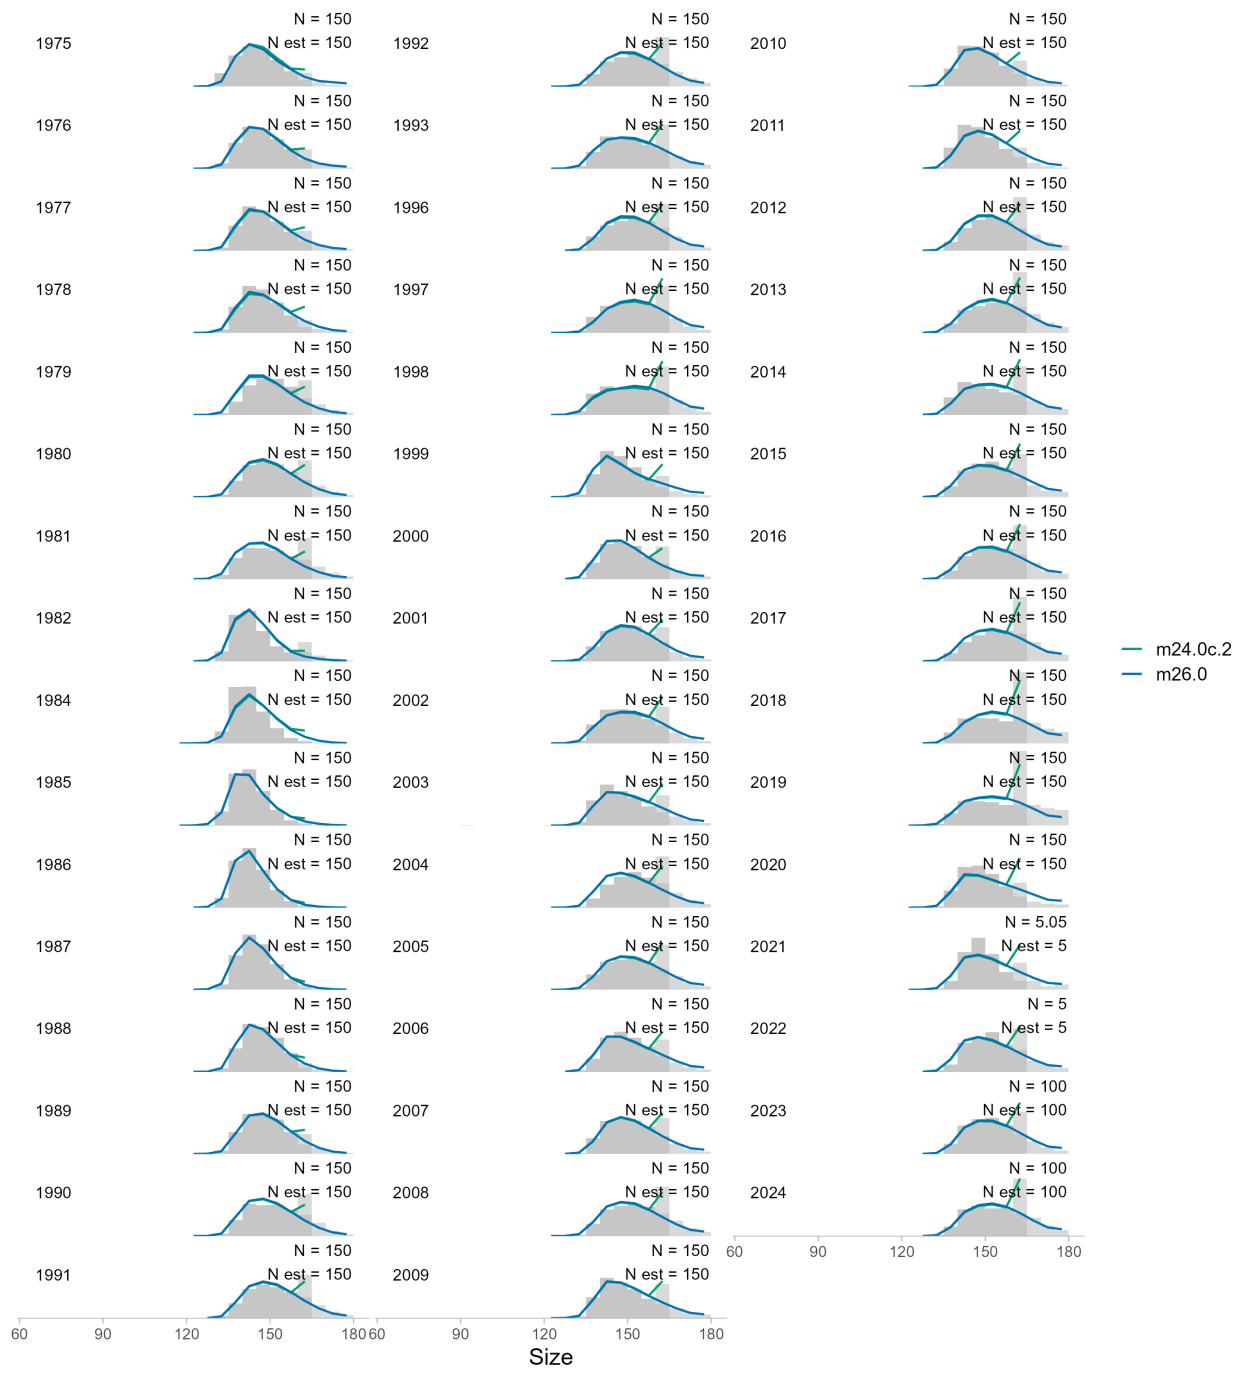 N = 150
1975 N est = 150
N = 150
1976 N est = 150
N = 150
1977 N est = 150
N = 150
1978 N est = 150
N = 150
1979 N est = 150
N = 150
1980 N est = 150
N = 150
1981 N est = 150
N = 150
1982 N est = 150
N = 150
1984 N est = 150
N = 150
1985 N est = 150
N = 150
1986 N est = 150
N = 150
1987 N est = 150
N = 150
1988 N est = 150
N = 150
1989 N est = 150
N = 150
1990 N est = 150
N = 150
1991 N est = 150
60 90 120 150 180
N = 150
1992 N est = 150
N = 150
1993 N est = 150
N = 150
1996 N est = 150
N = 150
1997 N est = 150
N = 150
1998 N est = 150
N = 150
1999 N est = 150
N = 150
2000 N est = 150
N = 150
2001 N est = 150
N = 150
2002 N est = 150
N = 150
2003 N est = 150
N = 150
2004 N est = 150
N = 150
2005 N est = 150
N = 150
2006 N est = 150
N = 150
2007 N est = 150
N = 150
2008 N est = 150
N = 150
2009 N est = 150
60 90 120 150 180
N = 150
2010 N est = 150
N = 150
2011 N est = 150
N = 150
2012 N est = 150
N = 150
2013 N est = 150
N = 150
2014 N est = 150
N = 150
2015 N est = 150
N = 150
2016 N est = 150
N = 150
2017 N est = 150
N = 150
2018 N est = 150
N = 150
2019 N est = 150
N = 150
2020 N est = 150
N = 5.05
2021 N est = 5
N = 5
2022 N est = 5
N = 100
2023 N est = 100
N = 100
2024 N est = 100
60 90 120 150 180
Size
m24.0c.2
m26.0